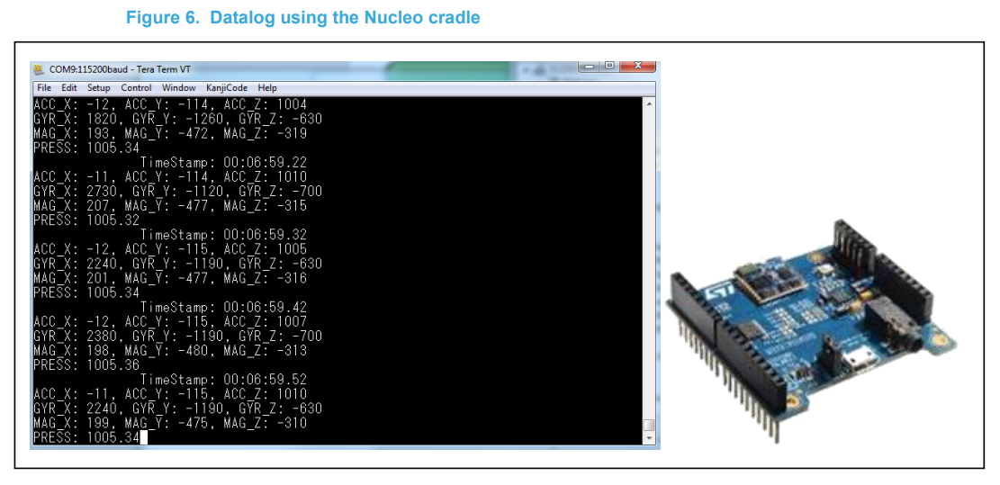 Figure 6. Datalog using the Nucleo cradle
COM9:115200baud - Tera Term VT
File Edit Setup Control Window KanjiCode Help
ACC_X: -12, ACC_Y: -114, ACC_Z: 1004
GYR_X: 1820, GYR_Y: -1260, GYR_Z: -630
MAG_X: 193, MAG_Y: -472, MAG_Z: -319
PRESS: 1005.34
TimeStamp: 00:06:59.22
ACC_X: -11, ACC_Y: -114, ACC_Z: 1010
GYR_X: 2730, GYR_Y: -1120, GYR_Z: -700
MAG_X: 207, MAG_Y: -477, MAG_Z: -315
PRESS: 1005.32
TimeStamp: 00:06:59.32
ACC_X: -12, ACC_Y: -115, ACC_Z: 1005
GYR_X: 2240, GYR_Y: -1190, GYR_Z: -630
MAG_X: 201, MAG_Y: -477, MAG_Z: -316
PRESS: 1005.34
TimeStamp: 00:06:59.42
ACC_X: -12, ACC_Y: -115, ACC_Z: 1007
GYR_X: 2380, GYR_Y: -1190, GYR_Z: -700
MAG_X: 198, MAG_Y: -480, MAG_Z: -313
PRESS: 1005.36
TimeStamp: 00:06:59.52
ACC_X: -11, ACC_Y: -115, ACC_Z: 1010
GYR_X: 2240, GYR_Y: -1190, GYR_Z: -630
MAG_X: 199, MAG_Y: -475, MAG_Z: -310
PRESS: 1005.34
ST